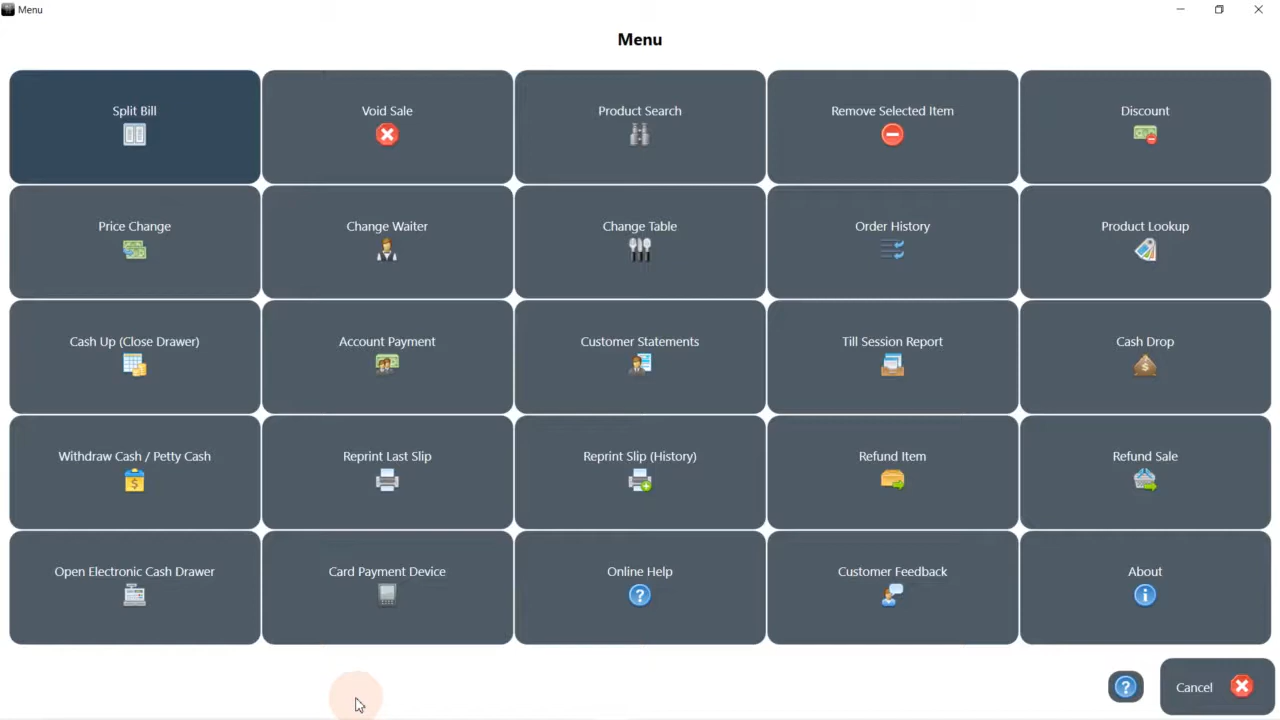 Menu
Menu
Split Bill
Void Sale
Product Search
Remove Selected Item
Discount
Price Change
Change Waiter
Change Table
Order History
Product Lookup
Cash Up (Close Drawer)
Account Payment
Customer Statements
Till Session Report
Cash Drop
Withdraw Cash / Petty Cash
Reprint Last Slip
Reprint Slip (History)
Refund Item
Refund Sale
Open Electronic Cash Drawer
Card Payment Device
Online Help
Customer Feedback
About
Cancel